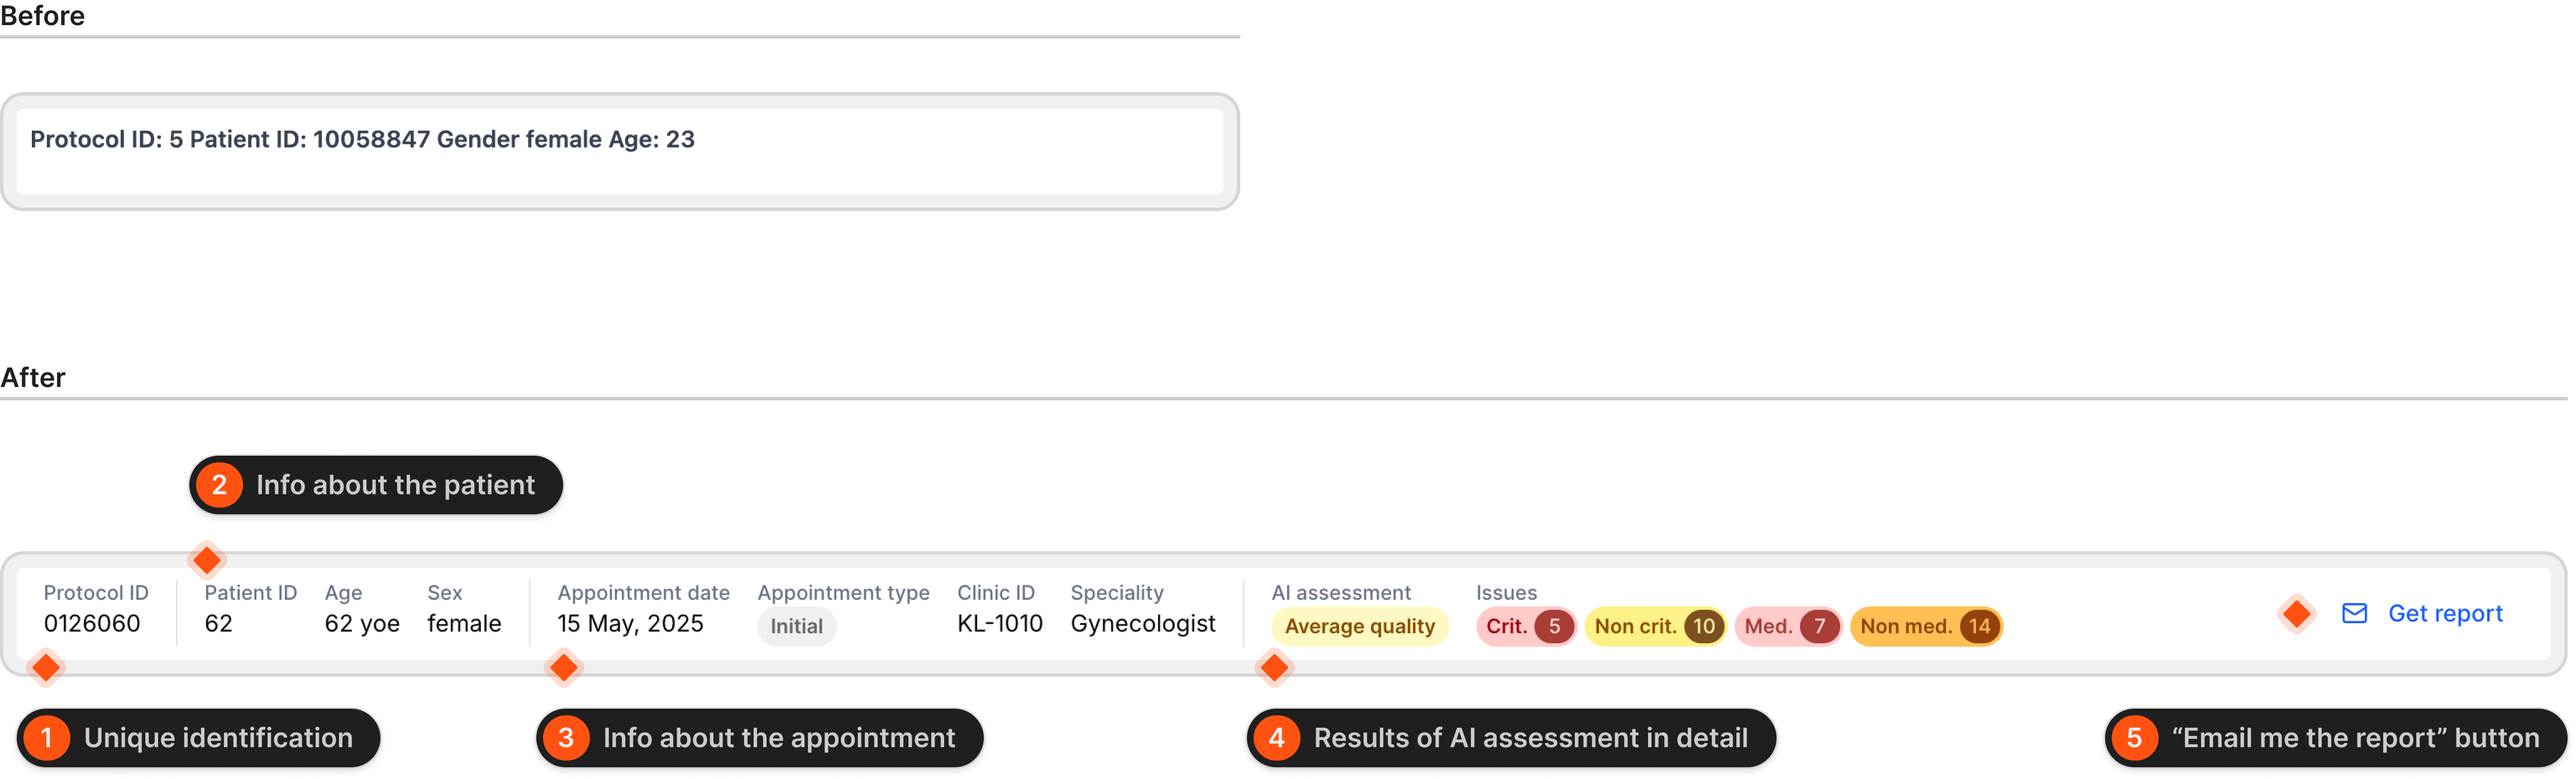 Before
Protocol ID: 5 Patient ID: 10058847 Gender female Age: 23
After
2 Info about the patient
Protocol ID Patient ID Age Sex Appointment date Appointment type Clinic ID Speciality AI assessment Issues
0126060 62 62 yoe female 15 May, 2025 Initial KL-1010 Gynecologist Average quality Crit. 5 Non crit. 10 Med. 7 Non med. 14 Get report
1 Unique identification 3 Info about the appointment 4 Results of AI assessment in detail 5 “Email me the report” button